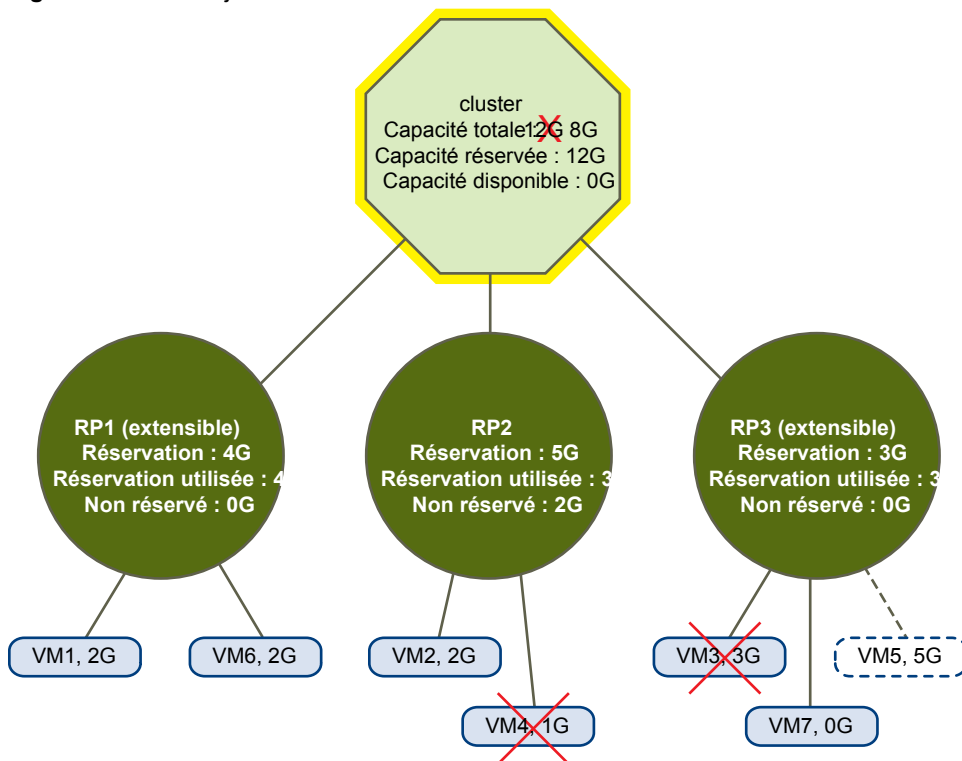 cluster
Capacité totale : 12G X 8G
Capacité réservée : 12G
Capacité disponible : 0G
RP1 (extensible)
Réservation : 4G
Réservation utilisée : 4
Non réservé : 0G
RP2
Réservation : 5G
Réservation utilisée : 3
Non réservé : 2G
RP3 (extensible)
Réservation : 3G
Réservation utilisée : 3
Non réservé : 0G
VM1, 2G
VM6, 2G
VM2, 2G
VM3, 3G
VM5, 5G
VM4, 1G
VM7, 0G